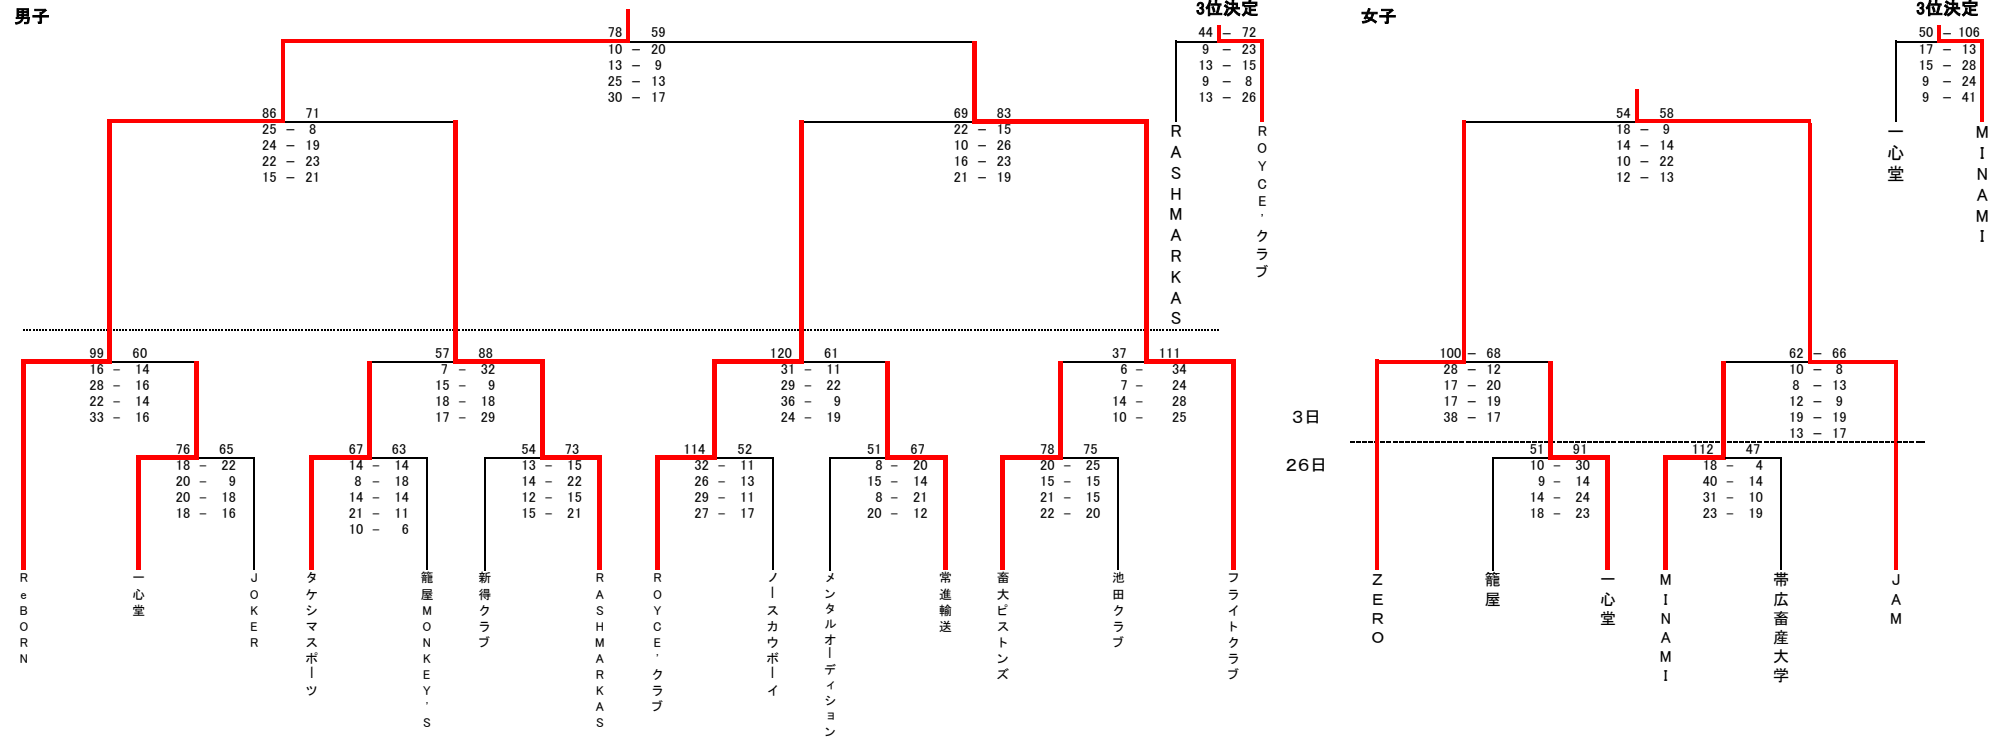 男子
3位決定
女子
3位決定
78 59
10 － 20
13 － 9
25 － 13
30 － 17
44 － 72
9 － 23
13 － 15
9 － 8
13 － 26
RASHMARKAS
ROYCE'クラブ
50 － 106
17 － 13
15 － 28
9 － 24
9 － 41
一心堂
MINAMI
86 71
25 － 8
24 － 19
22 － 23
15 － 21
69 83
22 － 15
10 － 26
16 － 23
21 － 19
54 58
18 － 9
14 － 14
10 － 22
12 － 13
99 60
16 － 14
28 － 16
22 － 14
33 － 16
57 88
7 － 32
15 － 9
18 － 18
17 － 29
120 61
31 － 11
29 － 22
36 － 9
24 － 19
37 111
6 － 34
7 － 24
14 － 28
10 － 25
100 － 68
28 － 12
17 － 20
17 － 19
38 － 17
62 － 66
10 － 8
8 － 13
12 － 9
19 － 19
13 － 17
3日
26日
76 65
18 － 22
20 － 9
20 － 18
18 － 16
67 63
14 － 14
8 － 18
14 － 14
21 － 11
10 － 6
54 73
13 － 15
14 － 22
12 － 15
15 － 21
114 52
32 － 11
26 － 13
29 － 11
27 － 17
51 67
8 － 20
15 － 14
8 － 21
20 － 12
78 75
20 － 25
15 － 15
21 － 15
22 － 20
51 91
10 － 30
9 － 14
14 － 24
18 － 23
112 47
18 － 4
40 － 14
31 － 10
23 － 19
ReBORN
一心堂
JOKER
タケシマスポーツ
籠屋MONKEY'S
新得クラブ
RASHMARKAS
ROYCE'クラブ
ノースカウボーイ
メンタルオーディション
常進輸送
畜大ピストンズ
池田クラブ
フライトクラブ
ZERO
籠屋
一心堂
MINAMI
帯広畜産大学
JAM